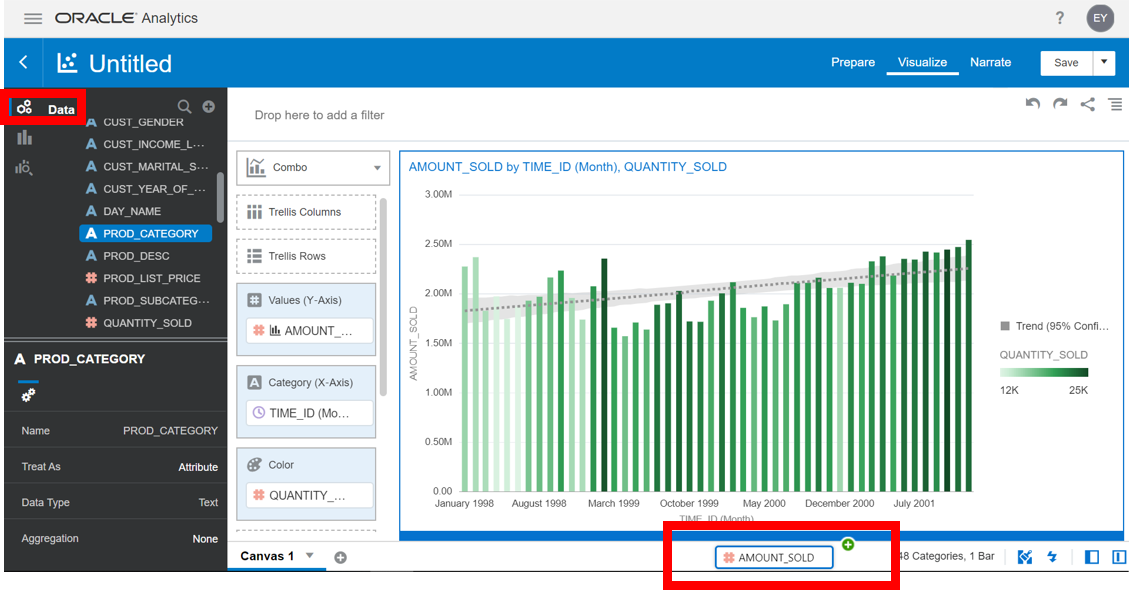 ORACLE Analytics
?
EY
Untitled
Prepare
Visualize
Narrate
Save
Data
CUST_GENDER
CUST_INCOME_L···
CUST_MARITAL_S···
CUST_YEAR_OF_···
DAY_NAME
PROD_CATEGORY
PROD_DESC
PROD_LIST_PRICE
PROD_SUBCATEG···
QUANTITY_SOLD
A PROD_CATEGORY
Name PROD_CATEGORY
Treat As Attribute
Data Type Text
Aggregation None
Drop here to add a filter
Combo
Trellis Columns
Trellis Rows
Values (Y-Axis)
AMOUNT_...
Category (X-Axis)
TIME_ID (Mo...
Color
QUANTITY_...
AMOUNT_SOLD by TIME_ID (Month), QUANTITY_SOLD
3.00M
2.50M
2.00M
1.50M
1.00M
0.50M
0.00
AMOUNT_SOLD
January 1998 August 1998 March 1999 October 1999 May 2000 December 2000 July 2001
TIME_ID (Month)
Trend (95% Confi...
QUANTITY_SOLD
12K 25K
Canvas 1
AMOUNT_SOLD
48 Categories, 1 Bar